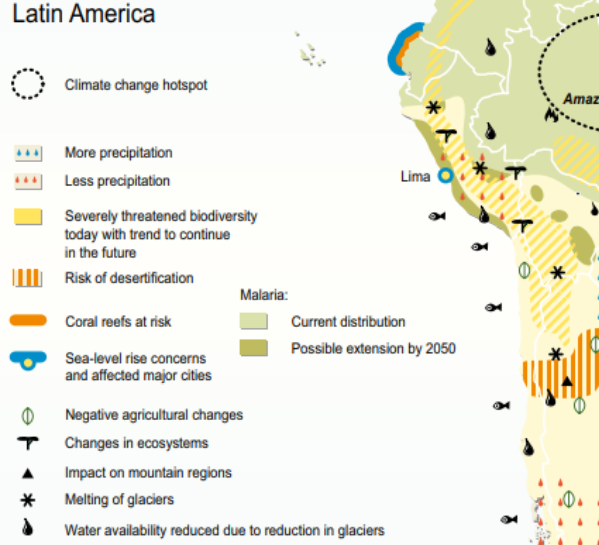 Latin America
Climate change hotspot
Amaz
More precipitation
Less precipitation
Lima
Severely threatened biodiversity
today with trend to continue
in the future
Risk of desertification
Malaria:
Coral reefs at risk
Current distribution
Possible extension by 2050
Sea-level rise concerns
and affected major cities
Negative agricultural changes
Changes in ecosystems
Impact on mountain regions
Melting of glaciers
Water availability reduced due to reduction in glaciers